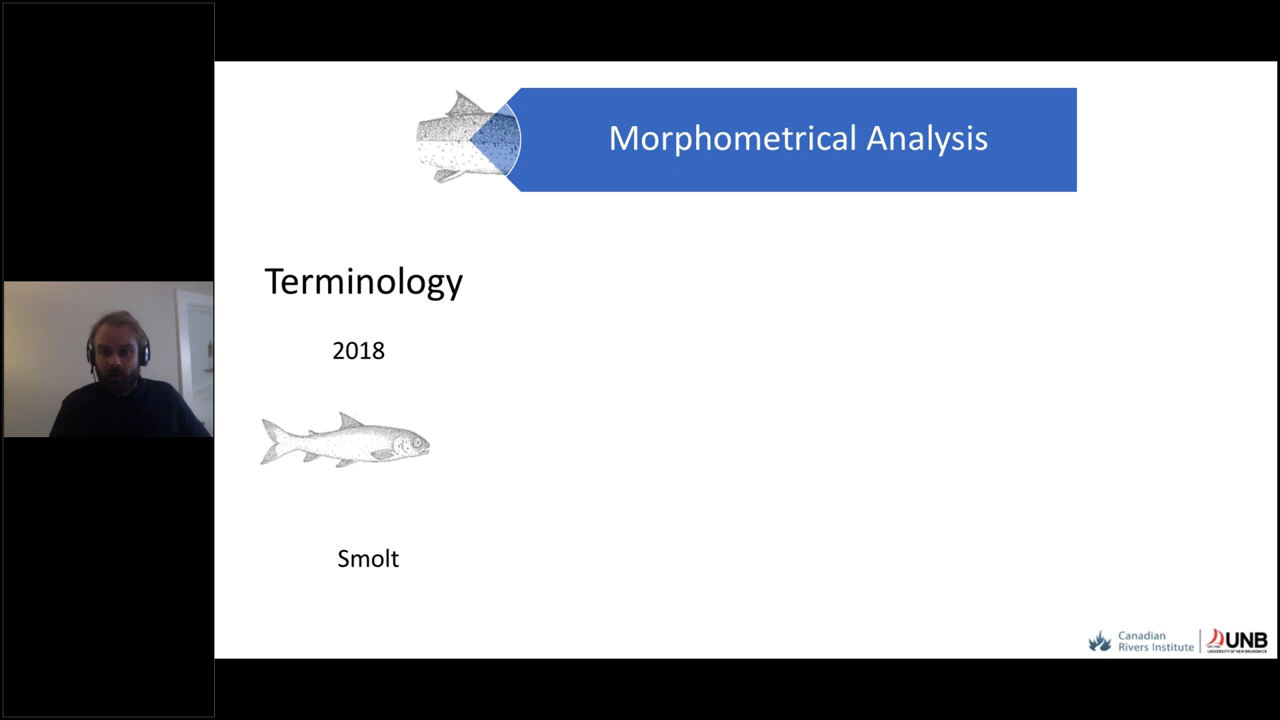 Morphometrical Analysis
Terminology
2018
Smolt
Canadian
Rivers Institute
UNB
UNIVERSITY OF NEW BRUNSWICK